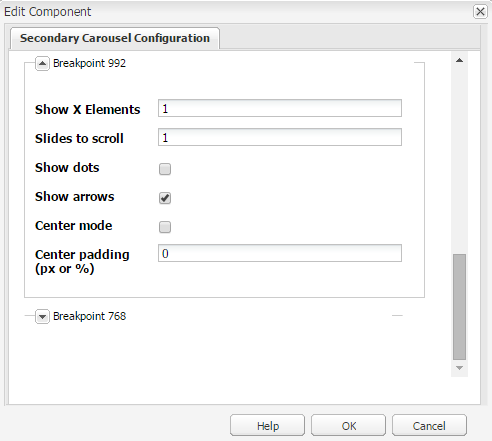 Edit Component
Secondary Carousel Configuration
Breakpoint 992
Show X Elements 1
Slides to scroll 1
Show dots
Show arrows
Center mode
Center padding 0
(px or %)
Breakpoint 768
Help OK Cancel